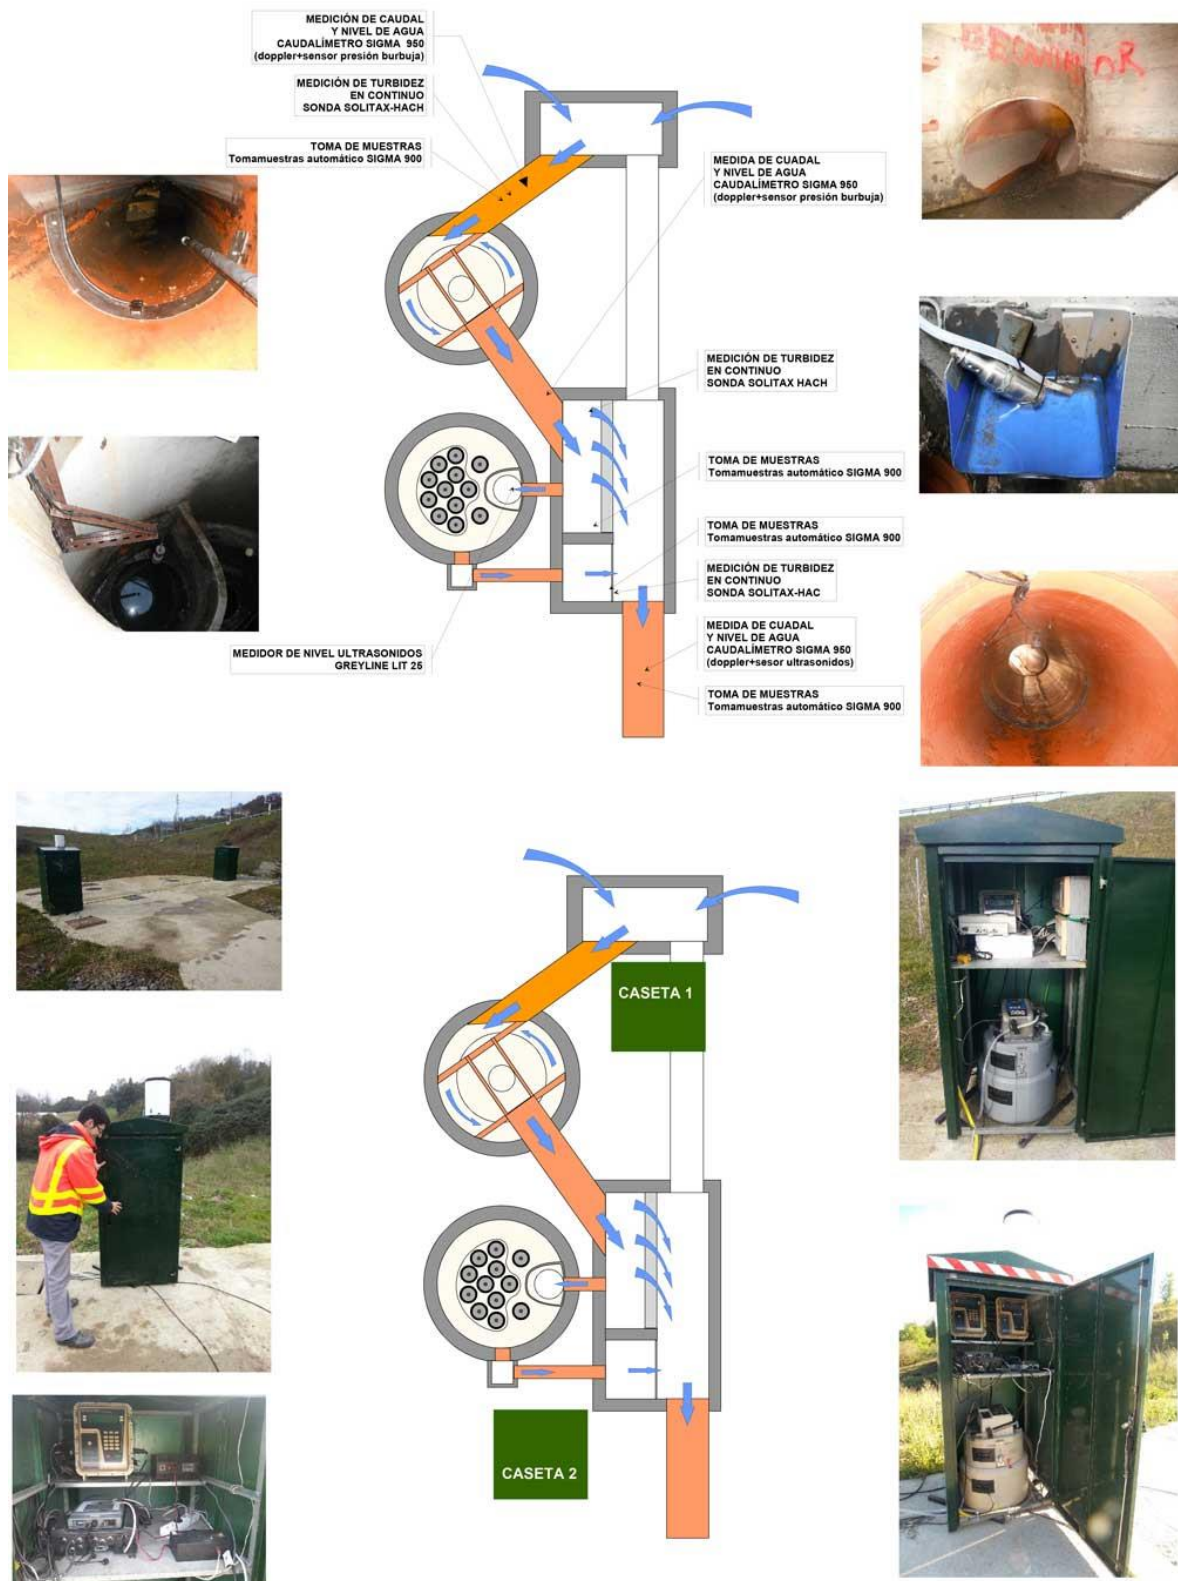 MEDICIÓN DE CAUDAL
Y NIVEL DE AGUA
CAUDALÍMETRO SIGMA 950
(doppler+sensor presión burbuja)
MEDICIÓN DE TURBIDEZ
EN CONTINUO
SONDA SOLITAX-HACH
TOMA DE MUESTRAS
Tomamuestras automático SIGMA 900
MEDIDA DE CUADAL
Y NIVEL DE AGUA
CAUDALÍMETRO SIGMA 950
(doppler+sensor presión burbuja)
MEDICIÓN DE TURBIDEZ
EN CONTINUO
SONDA SOLITAX HACH
TOMA DE MUESTRAS
Tomamuestras automático SIGMA 900
TOMA DE MUESTRAS
Tomamuestras automático SIGMA 900
MEDICIÓN DE TURBIDEZ
EN CONTINUO
SONDA SOLITAX-HAC
MEDIDA DE CUADAL
Y NIVEL DE AGUA
CAUDALÍMETRO SIGMA 950
(doppler+sesor ultrasonidos)
MEDIDOR DE NIVEL ULTRASONIDOS
GREYLINE LIT 25
TOMA DE MUESTRAS
Tomamuestras automático SIGMA 900
CASETA 1
CASETA 2